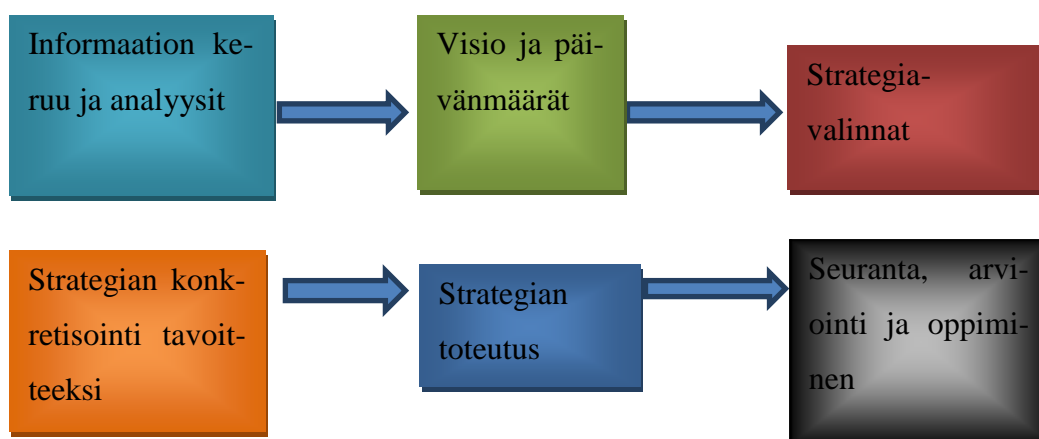 Informaation ke-
ruu ja analyysit
Visio ja päi-
vänmäärät
Strategia-
valinnat
Strategian konk-
retisointi tavoit-
teeksi
Strategian
toteutus
Seuranta, arvi-
ointi ja oppimi-
nen